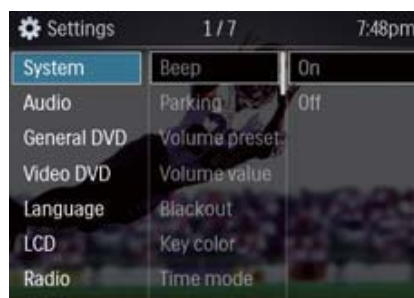 Settings 1/7 7:48pm
System Beep On
Audio Parking Off
General DVD Volume preset
Video DVD Volume value
Language Blackout
LCD Key color
Radio Time mode